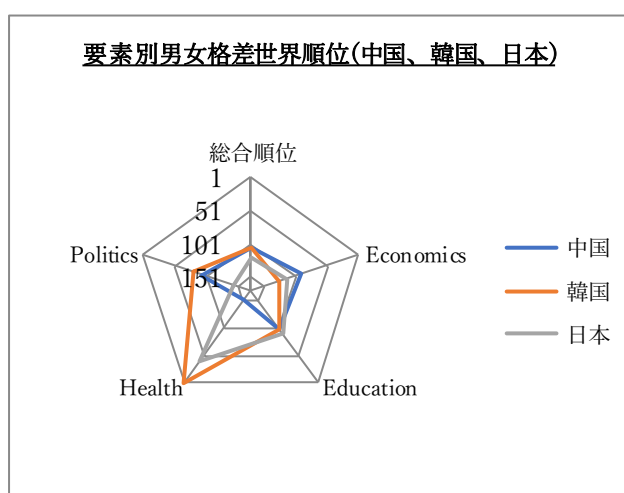 要素別男女格差世界順位(中国、韓国、日本)
総合順位
1
51
101
151
Politics
Economics
Health
Education
中国
韓国
日本